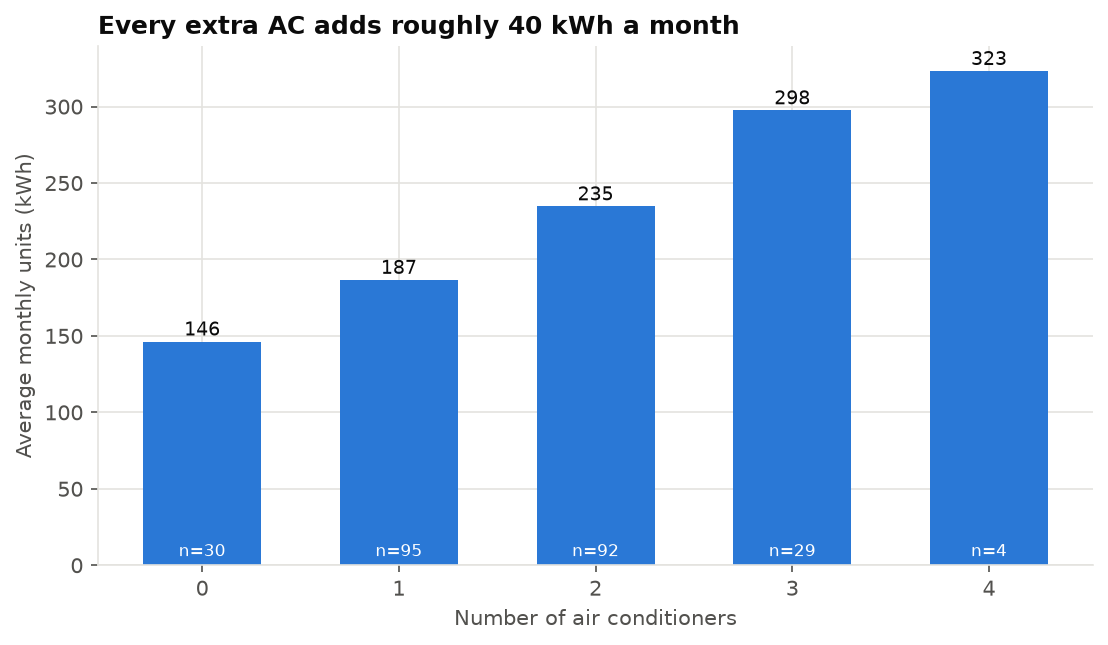 Every extra AC adds roughly 40 kWh a month
Average monthly units (kWh)
300
250
200
150
100
50
0
146
187
235
298
323
n=30
n=95
n=92
n=29
n=4
0
1
2
3
4
Number of air conditioners